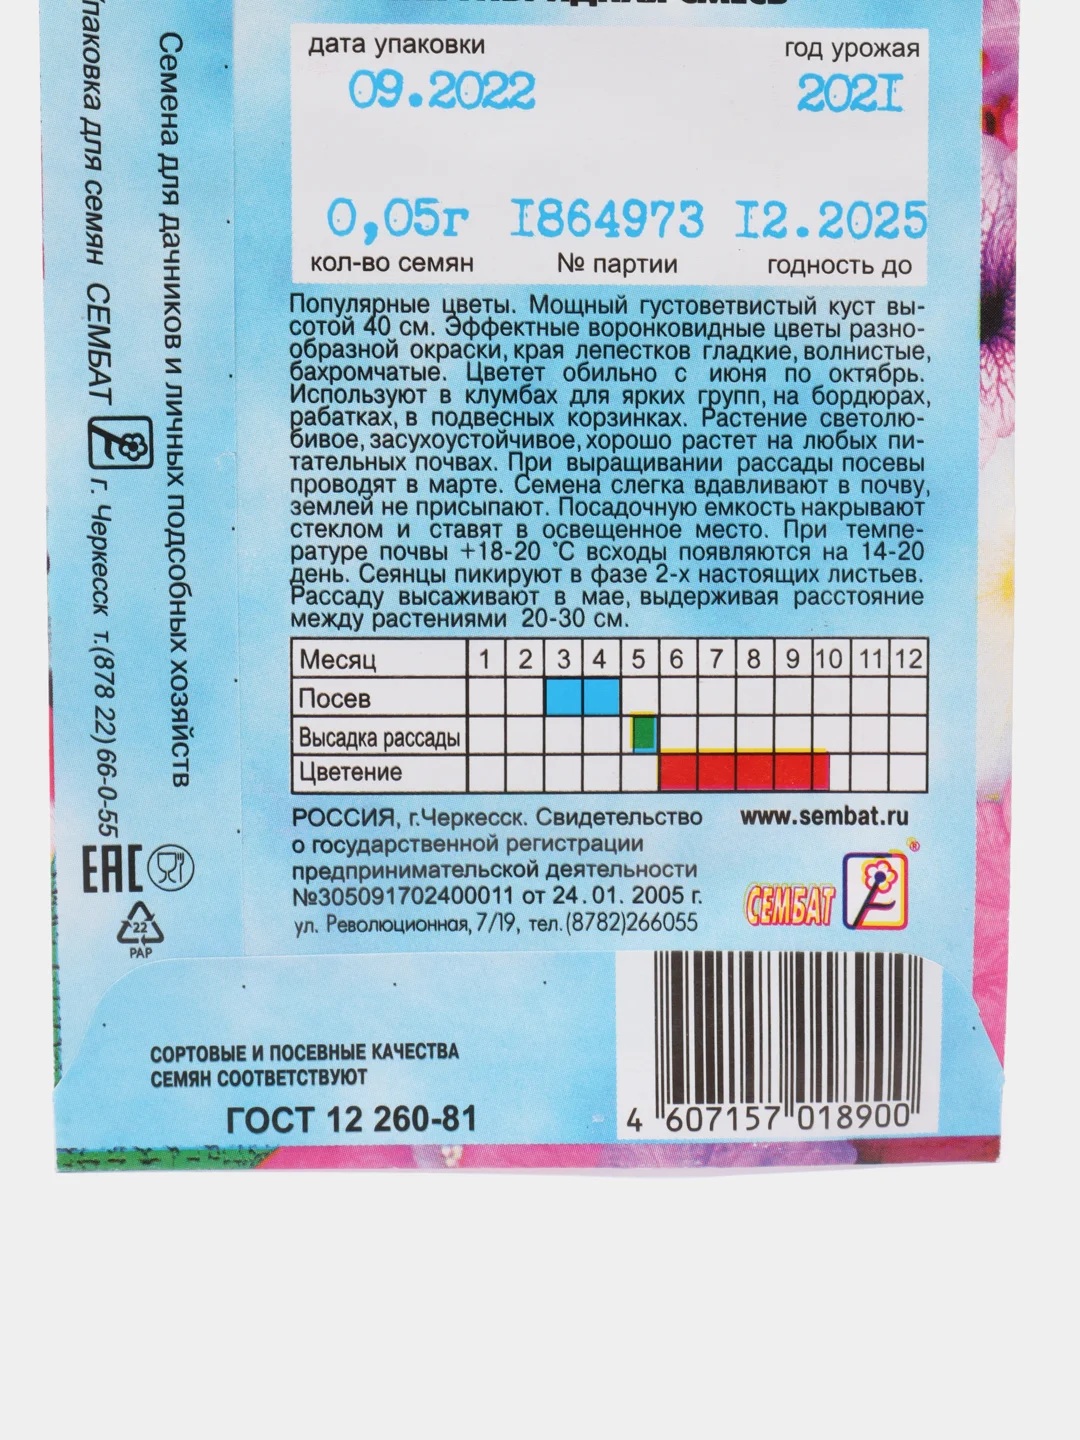 дата упаковки
год урожая
09.2022
2021
0,05г 1864973 12.2025
кол-во семян № партии годность до
Популярные цветы. Мощный густоветвистый куст вы-
сотой 40 см. Эффектные воронковидные цветы разно-
образной окраски, края лепестков гладкие, волнистые,
бахромчатые. Цветет обильно с июня по октябрь.
Используют в клумбах для ярких групп, на бордюрах,
рабатках, в подвесных корзинках. Растение светолю-
бивое, засухоустойчивое, хорошо растет на любых пи-
тательных почвах. При выращивании рассады посевы
проводят в марте. Семена слегка вдавливают в почву,
землей не присыпают. Посадочную емкость накрывают
стеклом и ставят в освещенное место. При темпе-
ратуре почвы +18-20 °С всходы появляются на 14-20
день. Сеянцы пикируют в фазе 2-х настоящих листьев.
Рассаду высаживают в мае, выдерживая расстояние
между растениями 20-30 см.
Месяц 1 2 3 4 5 6 7 8 9 10 11 12
Посев
Высадка рассады
Цветение
РОССИЯ, г.Черкесск. Свидетельство
о государственной регистрации
предпринимательской деятельности
№305091702400011 от 24.01. 2005 г.
ул. Революционная, 7/19, тел.(8782)266055
www.sembat.ru
СЕМБАТ
®
СОРТОВЫЕ И ПОСЕВНЫЕ КАЧЕСТВА
СЕМЯН СООТВЕТСТВУЮТ
ГОСТ 12 260-81
4 607157 018900
Семена для дачников и личных подсобных хозяйств
Упаковка для семян СЕМБАТ г. Черкесск т.(878 22)66-0-55
EAC
22
PAP